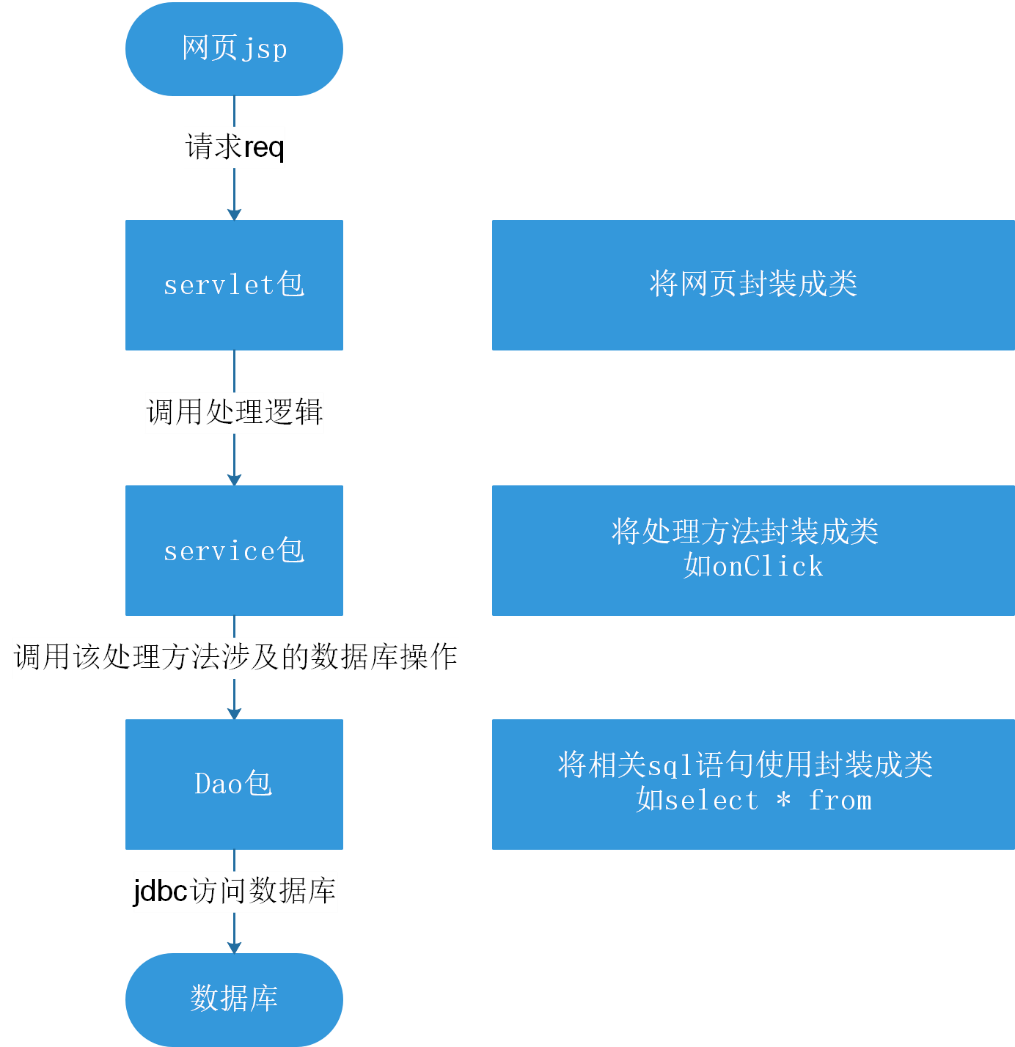 网页jsp
请求req
servlet包
将网页封装成类
调用处理逻辑
service包
将处理方法封装成类
如onClick
调用该处理方法涉及的数据库操作
Dao包
将相关sql语句使用封装成类
如select * from
jdbc访问数据库
数据库